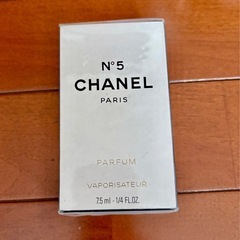 N°5
CHANEL
PARIS
PARFUM
VAPORISATEUR
7.5 ml - 1/4 FL.OZ.